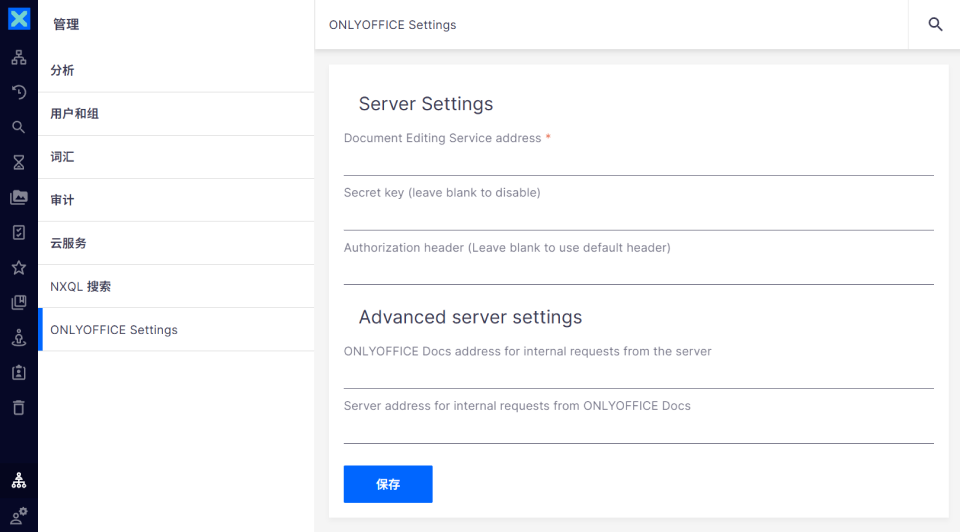 管理
分析
用户和组
词汇
审计
云服务
NXQL 搜索
ONLYOFFICE Settings
ONLYOFFICE Settings
Server Settings
Document Editing Service address *
Secret key (leave blank to disable)
Authorization header (Leave blank to use default header)
Advanced server settings
ONLYOFFICE Docs address for internal requests from the server
Server address for internal requests from ONLYOFFICE Docs
保存